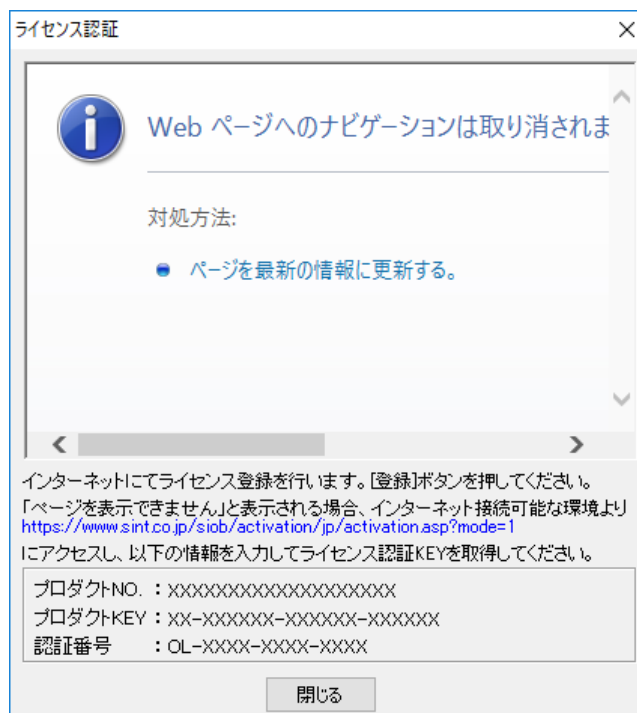 ライセンス認証
Web ページへのナビゲーションは取り消されま
対処方法:
ページを最新の情報に更新する。
インターネットにてライセンス登録を行います。[登録]ボタンを押してください。
「ページを表示できません」と表示される場合、インターネット接続可能な環境より
https://www.sint.co.jp/siob/activation/jp/activation.asp?mode=1
にアクセスし、以下の情報を入力してライセンス認証KEYを取得してください。
プロダクトNO. : XXXXXXXXXXXXXXXXXXXX
プロダクトKEY : XX-XXXXXX-XXXXXX-XXXXXX
認証番号 : OL-XXXX-XXXX-XXXX
閉じる